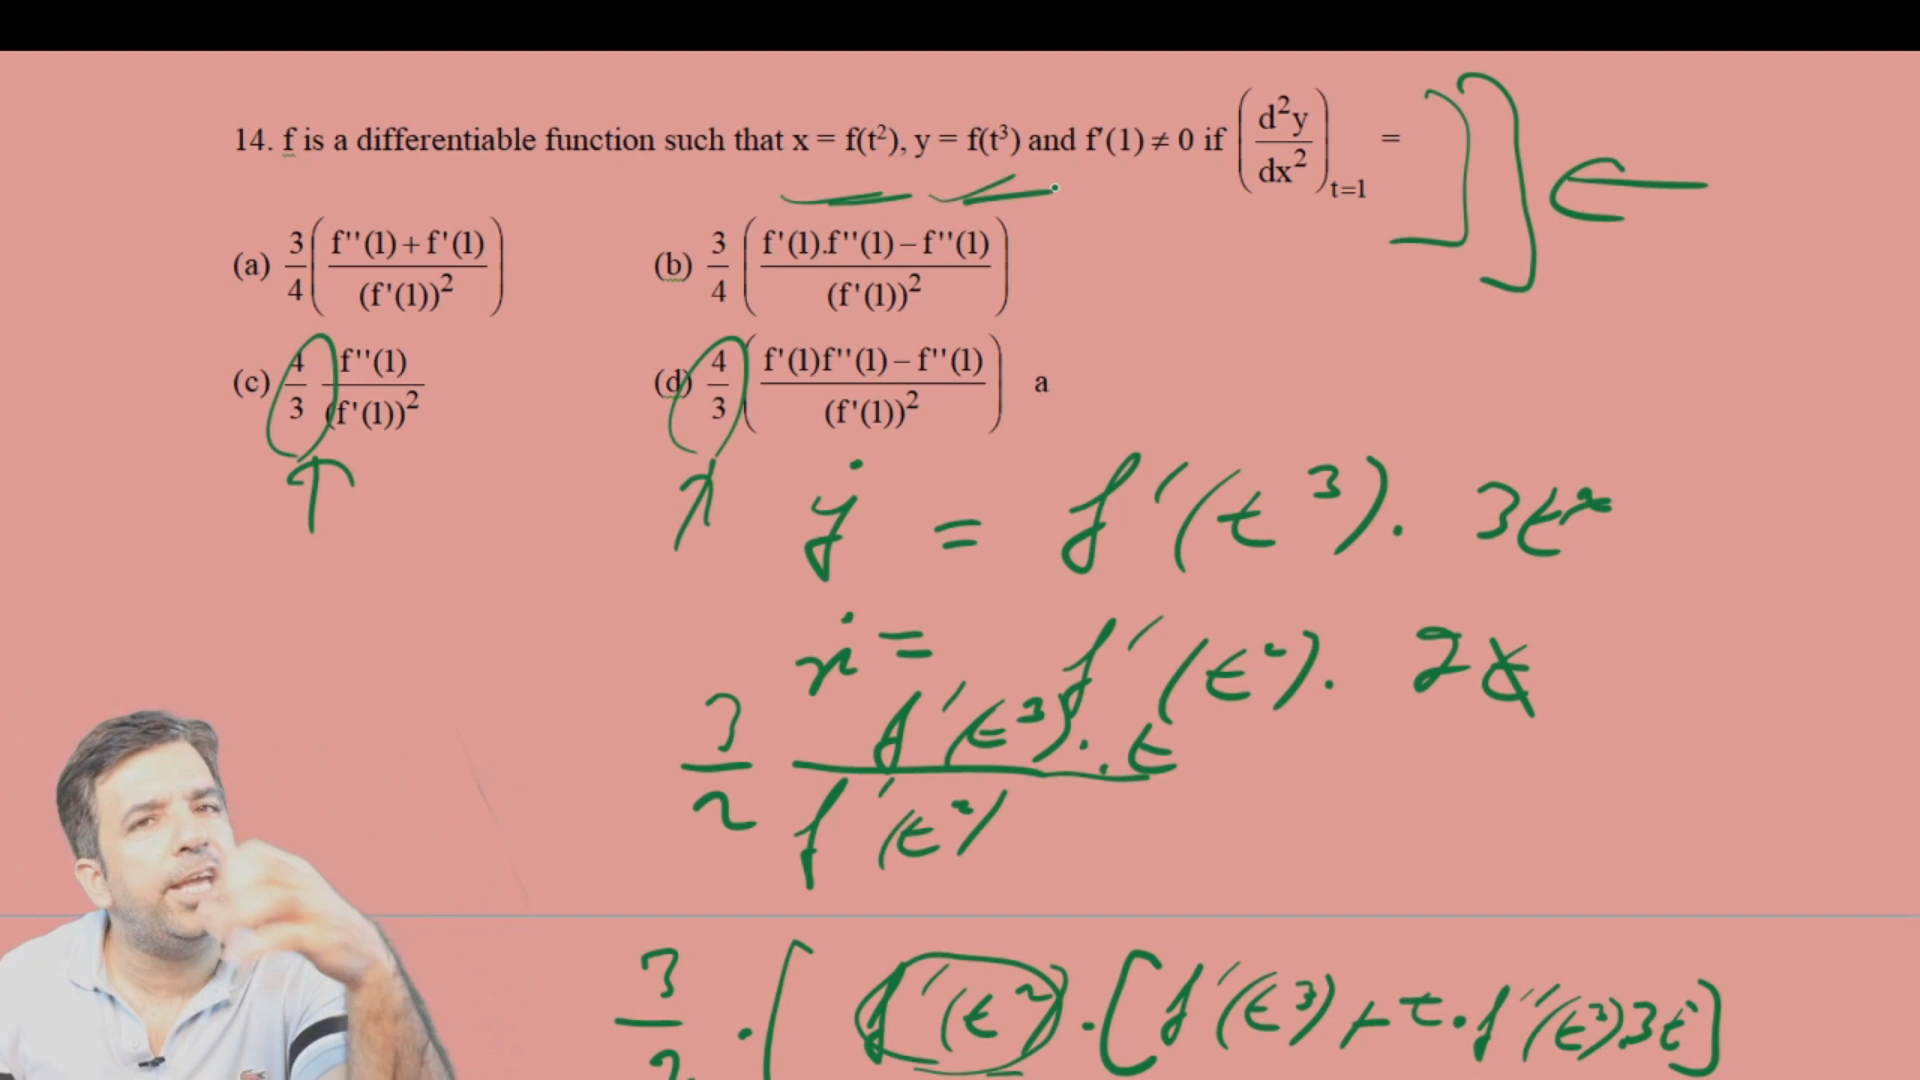 14. f is a differentiable function such that x = f(t²), y = f(t³) and f'(1) ≠ 0 if (d²y/dx²)t=1 =
(a) 3/4 ( (f''(1)+f'(1)) / (f'(1))² ) (b) 3/4 ( (f'(1).f''(1)−f''(1)) / (f'(1))² )
(c) 4/3 f''(1) / (f'(1))² (d) 4/3 ( (f'(1)f''(1)−f''(1)) / (f'(1))² ) a
ẏ = f'(t³). 3t²
ẋ = f'(t²). 2t
3/2 f'(t³). t / f'(t²)
3/2 . [ f'(t²) . [f'(t³) + t . f''(t³) 3t²]